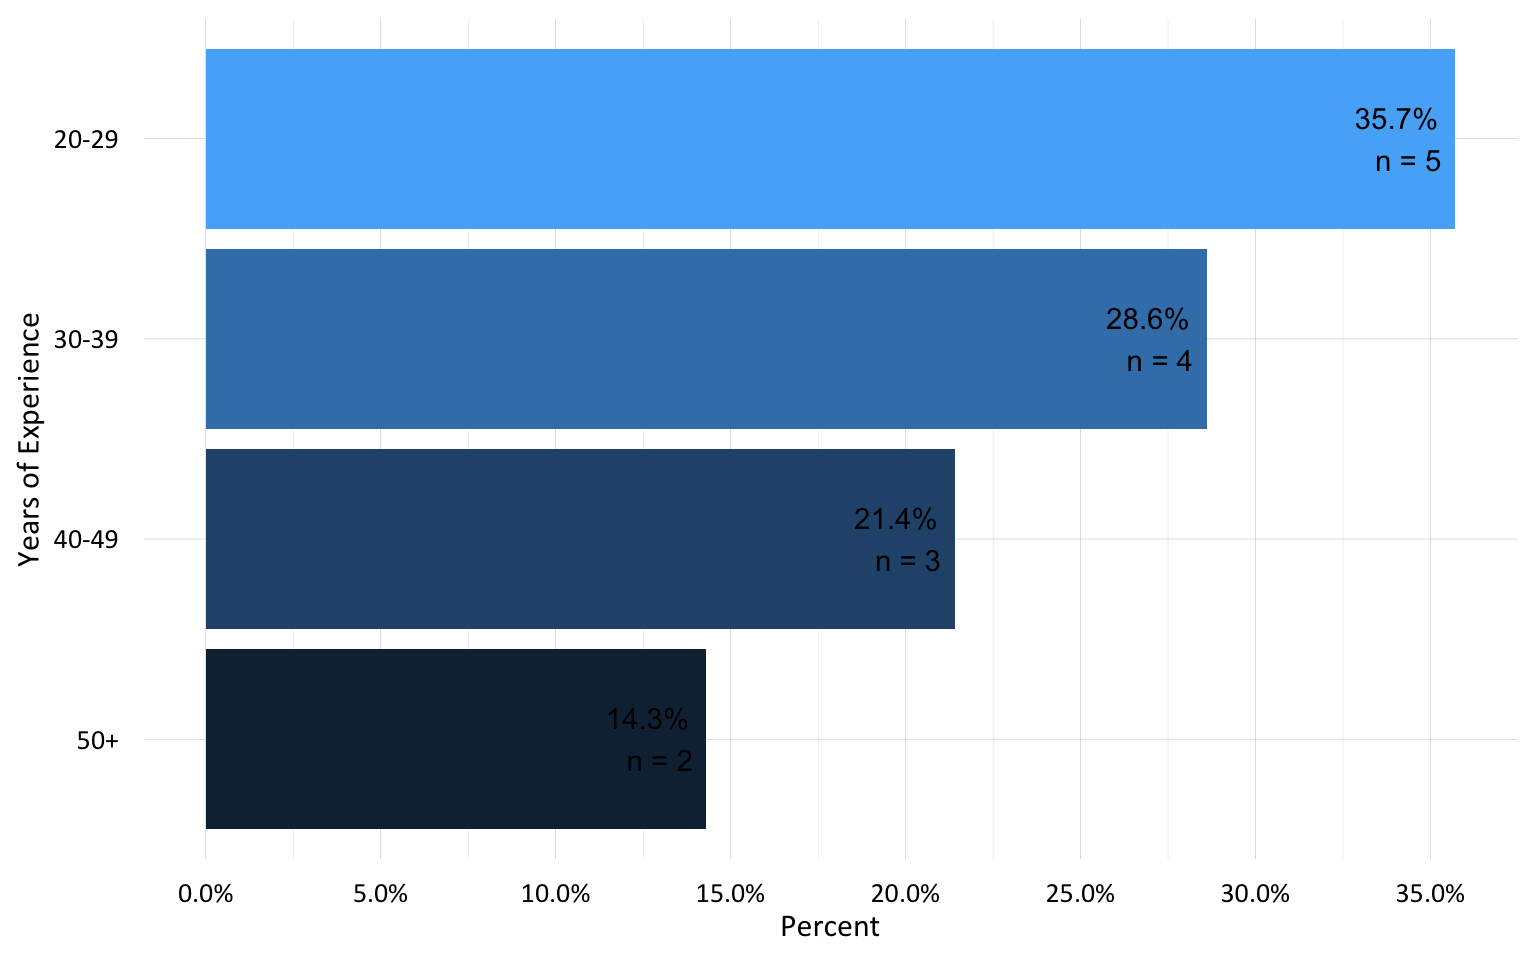 20-29
35.7%
n = 5
30-39
28.6%
n = 4
40-49
21.4%
n = 3
50+
14.3%
n = 2
Years of Experience
0.0% 5.0% 10.0% 15.0% 20.0% 25.0% 30.0% 35.0%
Percent